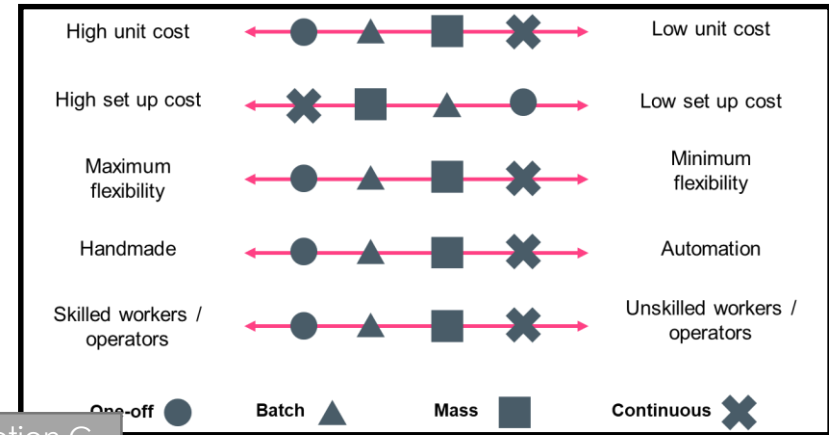 High unit cost
Low unit cost
High set up cost
Low set up cost
Maximum
flexibility
Minimum
flexibility
Handmade
Automation
Skilled workers /
operators
Unskilled workers /
operators
One-off
Batch
Mass
Continuous